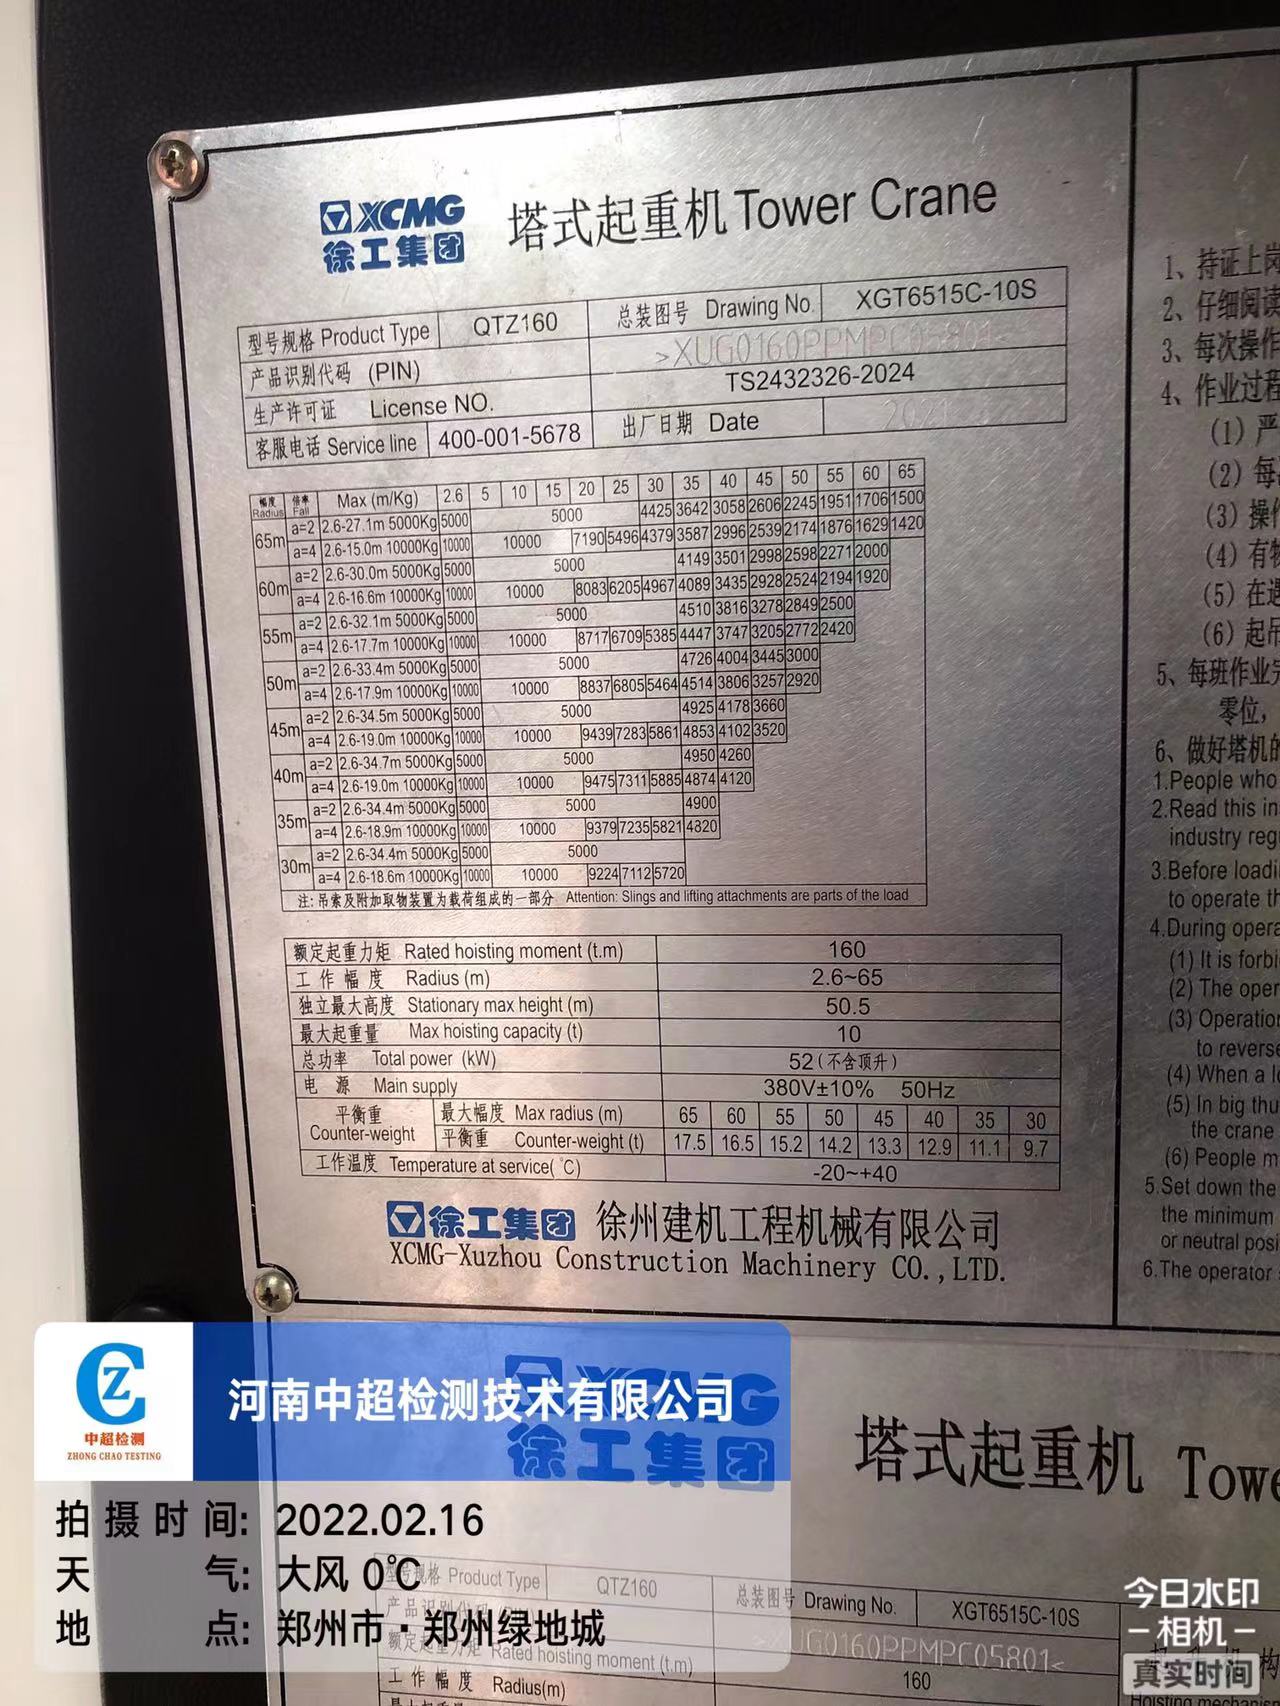 XCMG
徐工集团
塔式起重机 Tower Crane
型号规格 Product Type QTZ160 总装图号 Drawing No. XGT6515C-10S
产品识别代码 (PIN) >XUG0160PPMPC05801<
生产许可证 License NO. TS2432326-2024
客服电话 Service line 400-001-5678 出厂日期 Date 2021
幅度 Radius 倍率 Fall Max (m/Kg) 2.6 5 10 15 20 25 30 35 40 45 50 55 60 65
65m a=2 2.6-27.1m 5000Kg 5000 5000 4425 3642 3058 2606 2245 1951 1706 1500
a=4 2.6-15.0m 10000Kg 10000 10000 7190 5496 4379 3587 2996 2539 2174 1876 1629 1420
60m a=2 2.6-30.0m 5000Kg 5000 5000 4149 3501 2998 2598 2271 2000
a=4 2.6-16.6m 10000Kg 10000 10000 8083 6205 4967 4089 3435 2928 2524 2194 1920
55m a=2 2.6-32.1m 5000Kg 5000 5000 4510 3816 3278 2849 2500
a=4 2.6-17.7m 10000Kg 10000 10000 8717 6709 5385 4447 3747 3205 2772 2420
50m a=2 2.6-33.4m 5000Kg 5000 5000 4726 4004 3445 3000
a=4 2.6-17.9m 10000Kg 10000 10000 8837 6805 5464 4514 3806 3257 2920
45m a=2 2.6-34.5m 5000Kg 5000 5000 4925 4178 3660
a=4 2.6-19.0m 10000Kg 10000 10000 9439 7283 5861 4853 4102 3520
40m a=2 2.6-34.7m 5000Kg 5000 5000 4950 4260
a=4 2.6-19.0m 10000Kg 10000 10000 9475 7311 5885 4874 4120
35m a=2 2.6-34.4m 5000Kg 5000 5000 4900
a=4 2.6-18.9m 10000Kg 10000 10000 9379 7235 5821 4820
30m a=2 2.6-34.4m 5000Kg 5000 5000
a=4 2.6-18.6m 10000Kg 10000 10000 9224 7112 5720
注: 吊索及附加取物装置为载荷组成的一部分 Attention: Slings and lifting attachments are parts of the load
额定起重力矩 Rated hoisting moment (t.m) 160
工作幅度 Radius (m) 2.6~65
独立最大高度 Stationary max height (m) 50.5
最大起重量 Max hoisting capacity (t) 10
总功率 Total power (kW) 52(不含顶升)
电源 Main supply 380V±10% 50Hz
平衡重 Counter-weight 最大幅度 Max radius (m) 65 60 55 50 45 40 35 30
平衡重 Counter-weight (t) 17.5 16.5 15.2 14.2 13.3 12.9 11.1 9.7
工作温度 Temperature at service(℃) -20~+40
徐工集团 徐州建机工程机械有限公司
XCMG-Xuzhou Construction Machinery CO.,LTD.
1、持证上岗
2、仔细阅读
3、每次操作
4、作业过程
(1) 严
(2) 每
(3) 操作
(4) 有
(5) 在
(6) 起吊
5、每班作业完
零位,
6、做好塔机的
1.People who
2.Read this in
industry reg
3.Before loadi
to operate th
4.During opera
(1) It is forbi
(2) The oper
(3) Operation
to reverse
(4) When a l
(5) In big thu
the crane
(6) People m
5.Set down the
the minimum
or neutral posi
6.The operator
XCMG
徐工集团
塔式起重机 Towe
型号规格 Product Type QTZ160 总装图号 Drawing No. XGT6515C-10S
产品识别代码 XUG0160PPMPC05801<
额定起重力矩 Rated hoisting moment (t.m) 160
工作幅度 Radius(m)
Hoisting mechanis
CZ
中超检测
ZHONG CHAO TESTING
河南中超检测技术有限公司
拍摄时间: 2022.02.16
天气: 大风 0℃
地点: 郑州市·郑州绿地城
今日水印
相机
真实时间